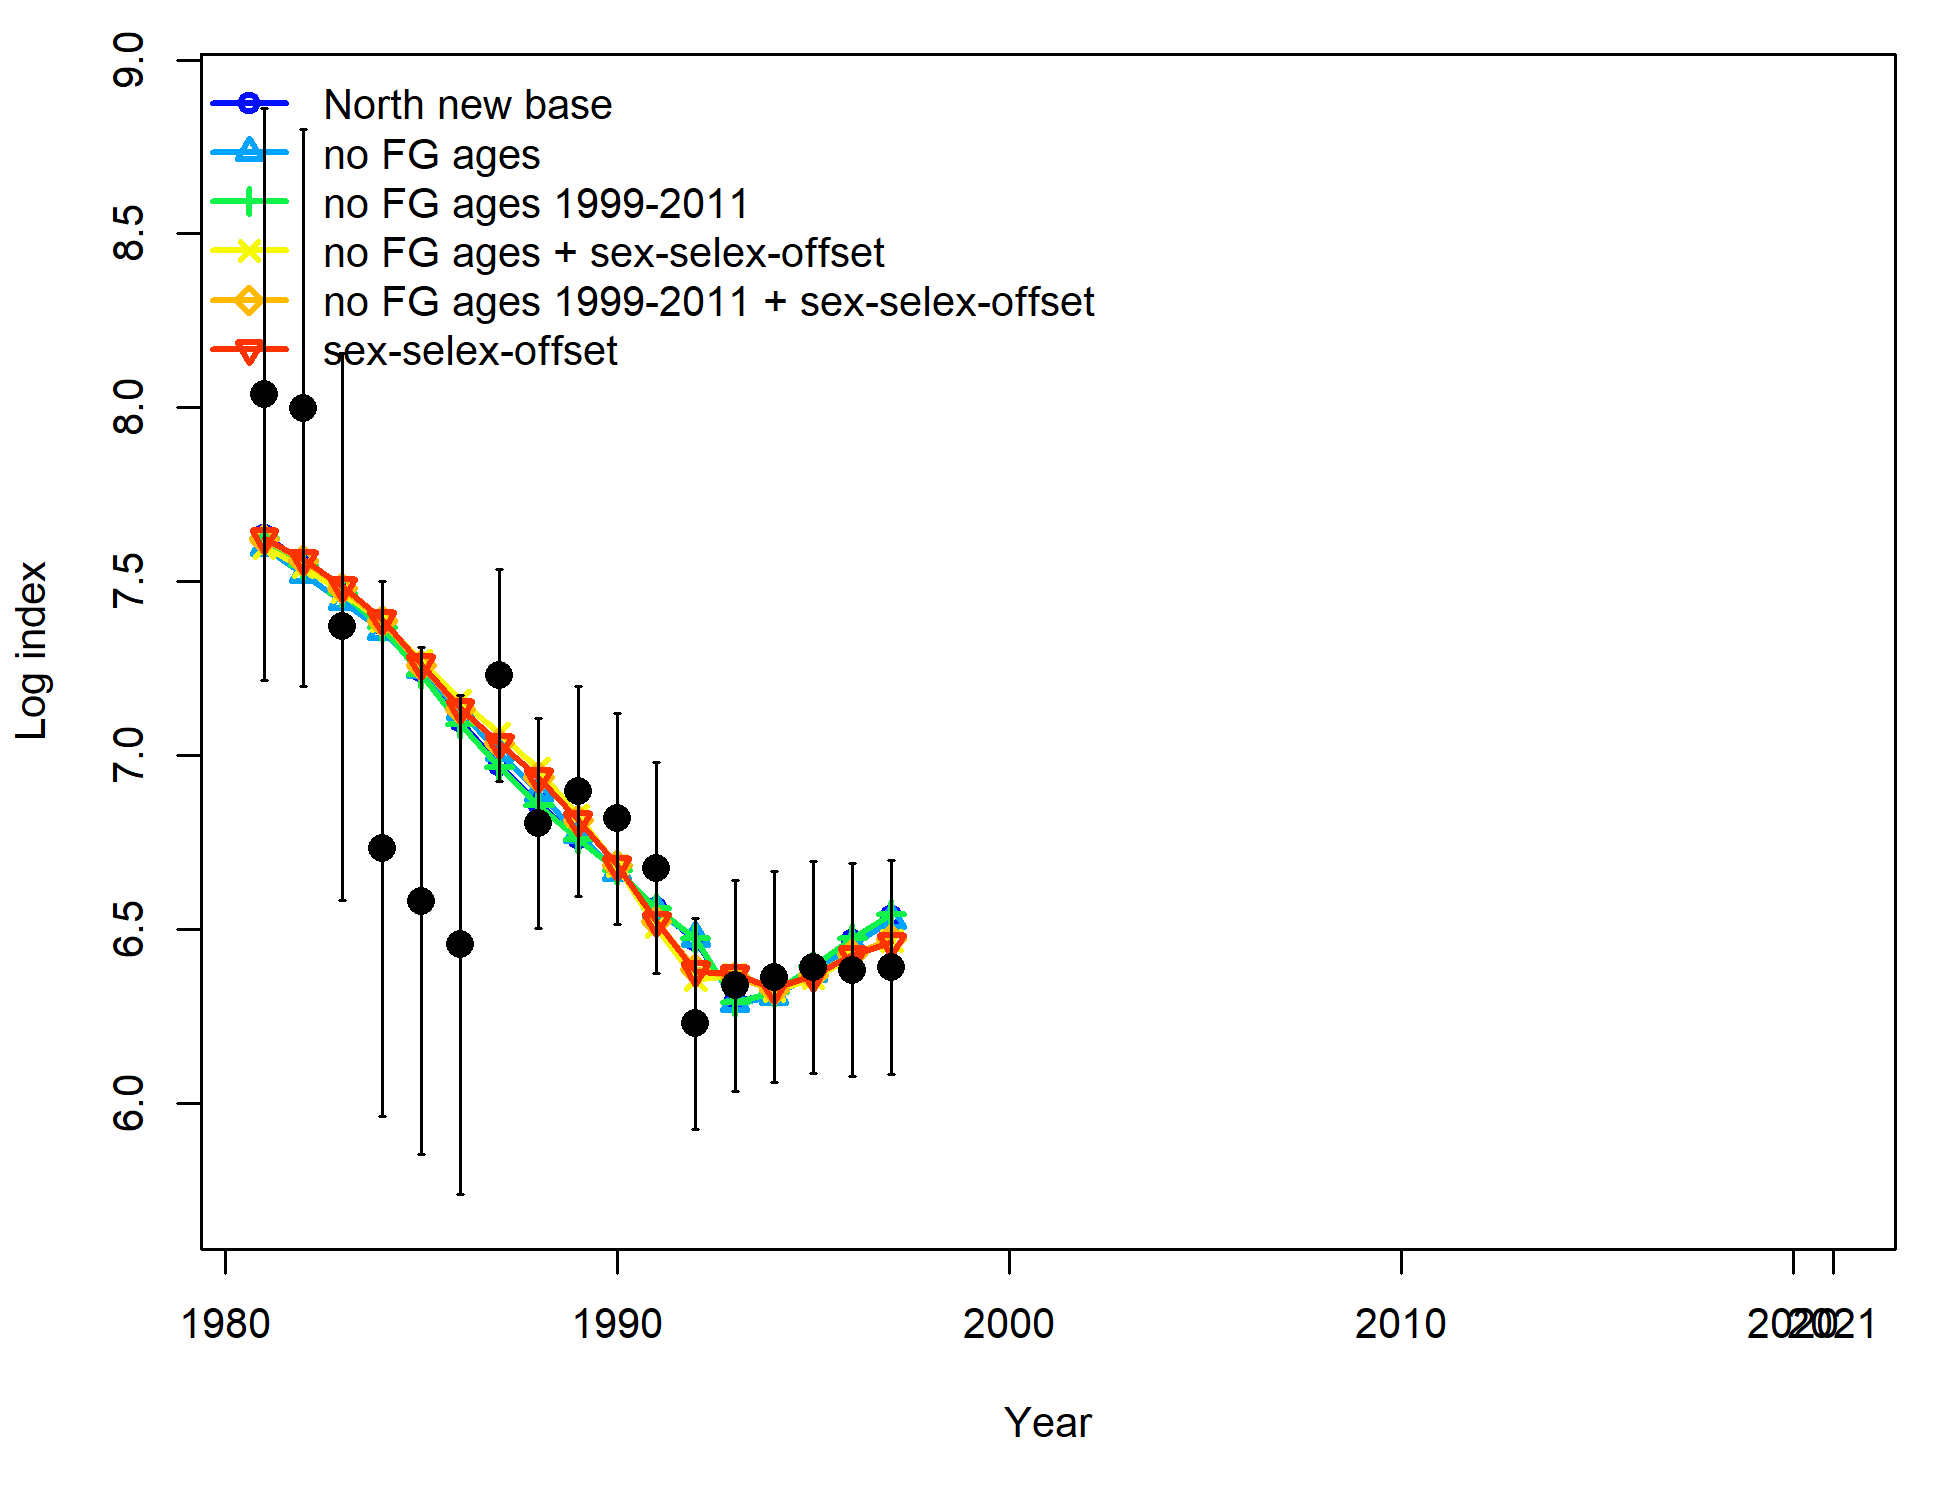 9.0
8.5
8.0
7.5
7.0
6.5
6.0
Log index
North new base
no FG ages
no FG ages 1999-2011
no FG ages + sex-selex-offset
no FG ages 1999-2011 + sex-selex-offset
sex-selex-offset
1980 1990 2000 2010 2020 2021
Year